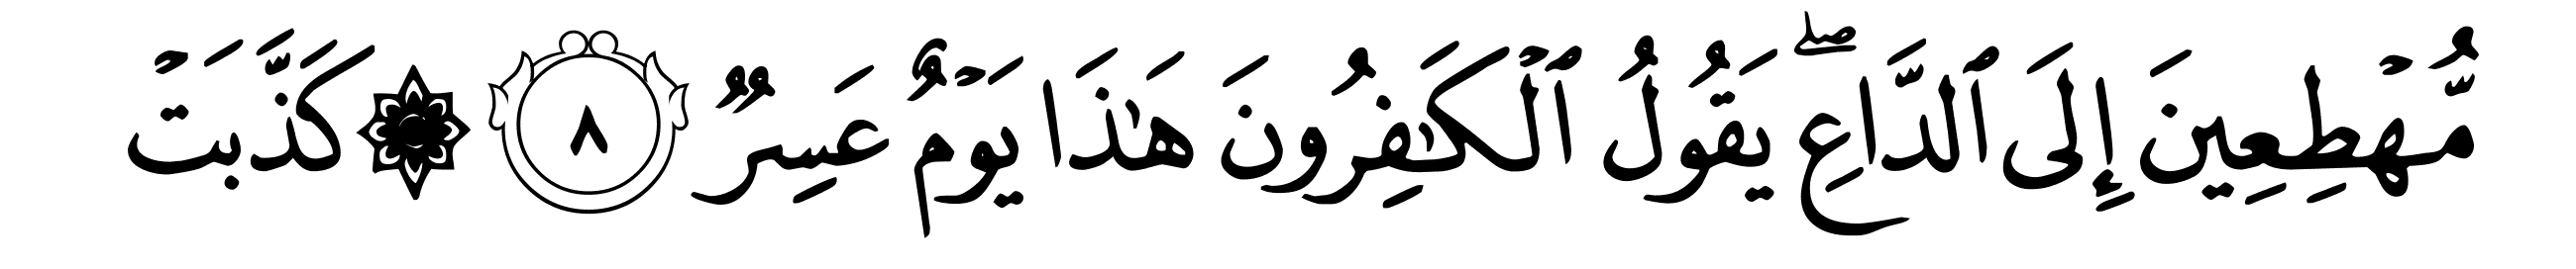 مُّهْطِعِينَ إِلَى ٱلدَّاعِ ۖ يَقُولُ ٱلْكَـٰفِرُونَ هَـٰذَا يَوْمٌ عَسِرٌ ٨ ۞ كَذَّبَتْ